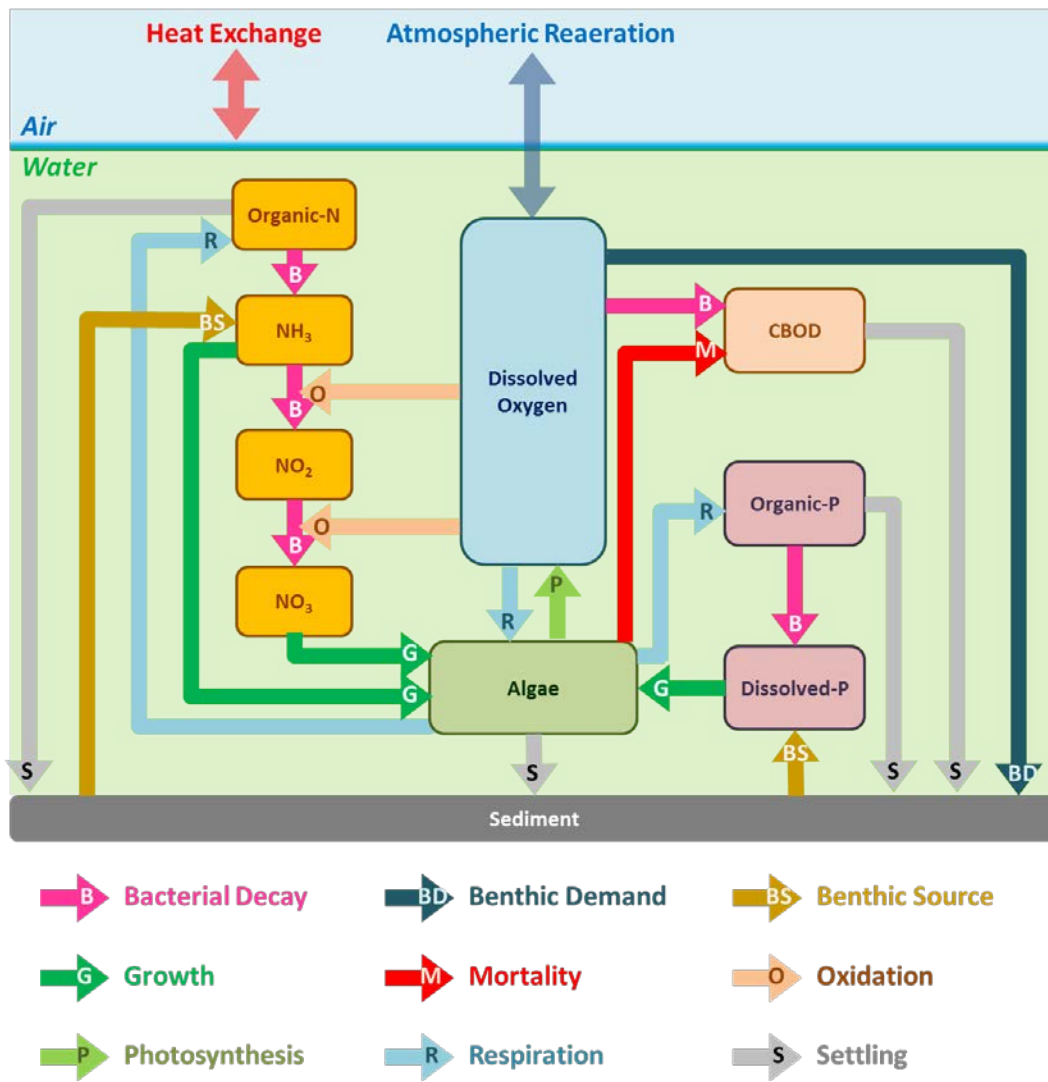 Heat Exchange
Atmospheric Reaeration
Air
Water
Organic-N
R
B
BS
NH₃
B
CBOD
M
Dissolved
Oxygen
O
B
NO₂
Organic-P
R
O
B
NO₃
P
R
B
G
Algae
G
Dissolved-P
G
BS
S
S
S
S
BD
Sediment
B Bacterial Decay
BD Benthic Demand
BS Benthic Source
G Growth
M Mortality
O Oxidation
P Photosynthesis
R Respiration
S Settling